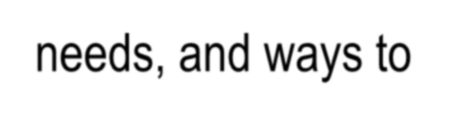 needs, and ways to